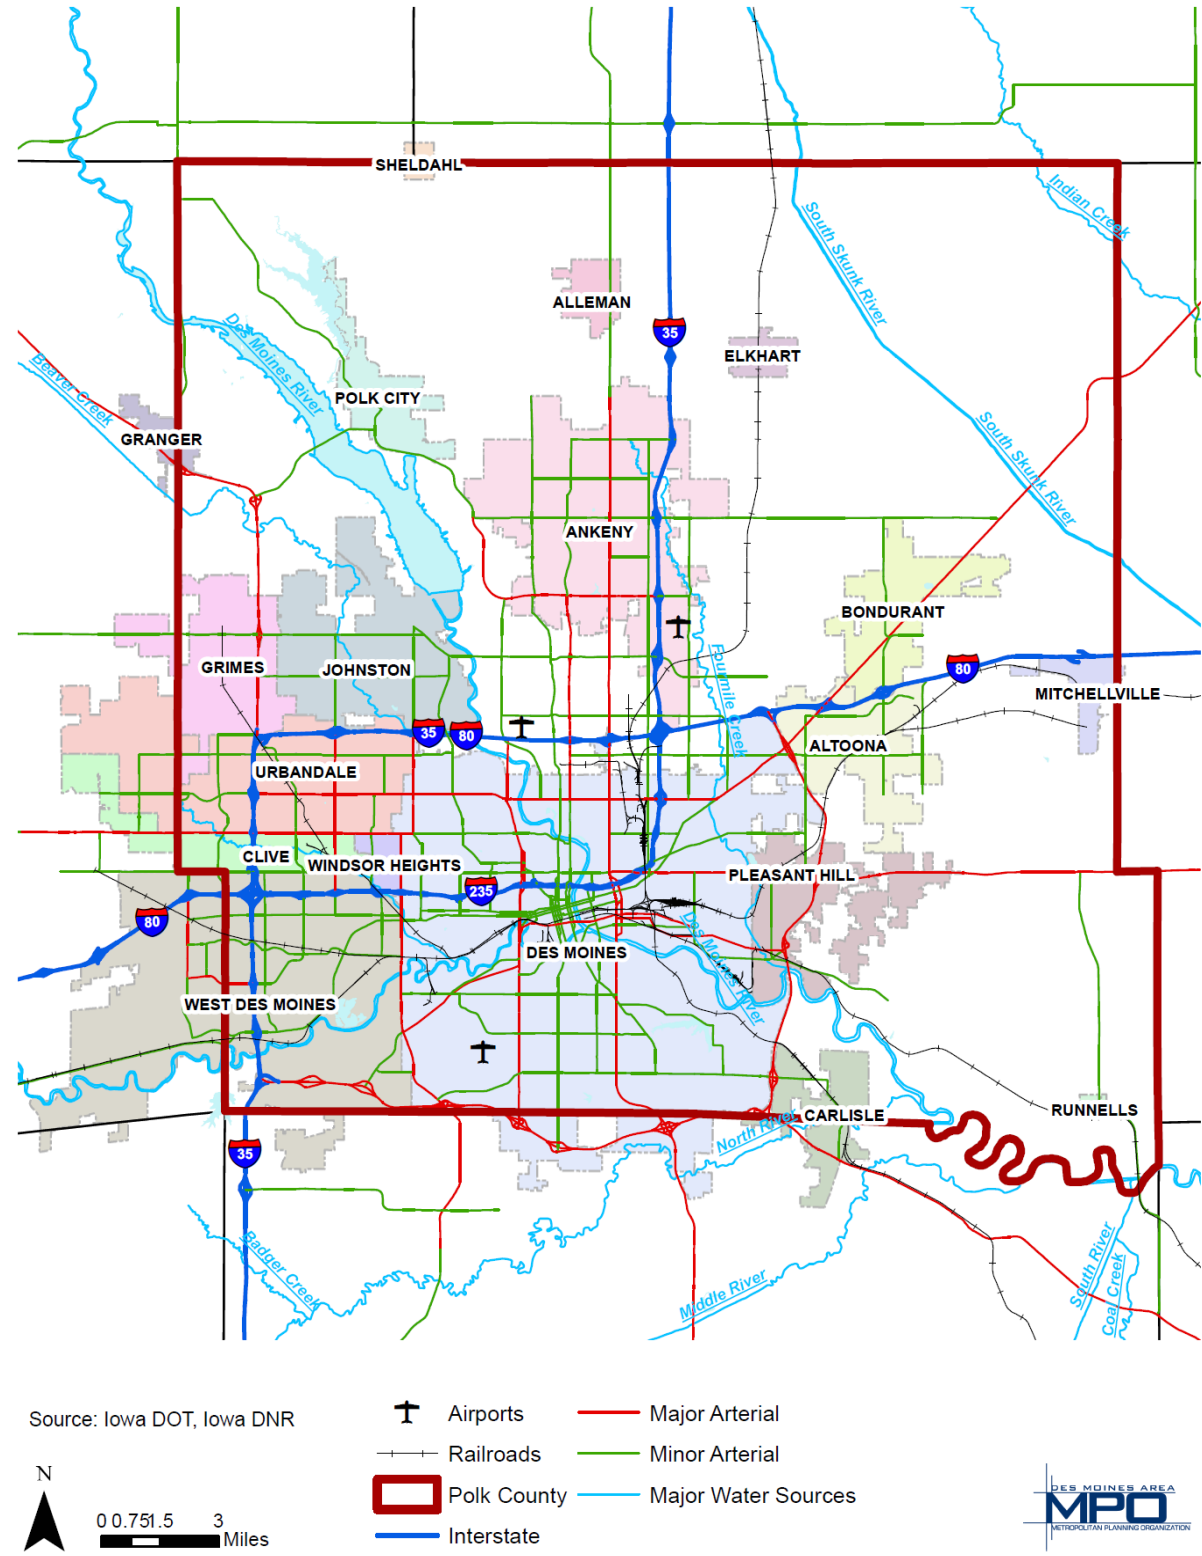 SHELDAHL
Indian Creek
South Skunk River
ALLEMAN
35
Des Moines River
ELKHART
Beaver Creek
POLK CITY
GRANGER
South Skunk River
ANKENY
BONDURANT
Fourmile Creek
GRIMES
JOHNSTON
80
MITCHELLVILLE
35
80
ALTOONA
URBANDALE
CLIVE
WINDSOR HEIGHTS
PLEASANT HILL
235
80
Des Moines River
DES MOINES
WEST DES MOINES
CARLISLE
RUNNELLS
North River
35
Badger Creek
Middle River
South River
Coal Creek
Source: Iowa DOT, Iowa DNR
Airports
Major Arterial
Railroads
Minor Arterial
Polk County
Major Water Sources
Interstate
N
0 0.751.5 3
Miles
DES MOINES AREA
MPO
METROPOLITAN PLANNING ORGANIZATION